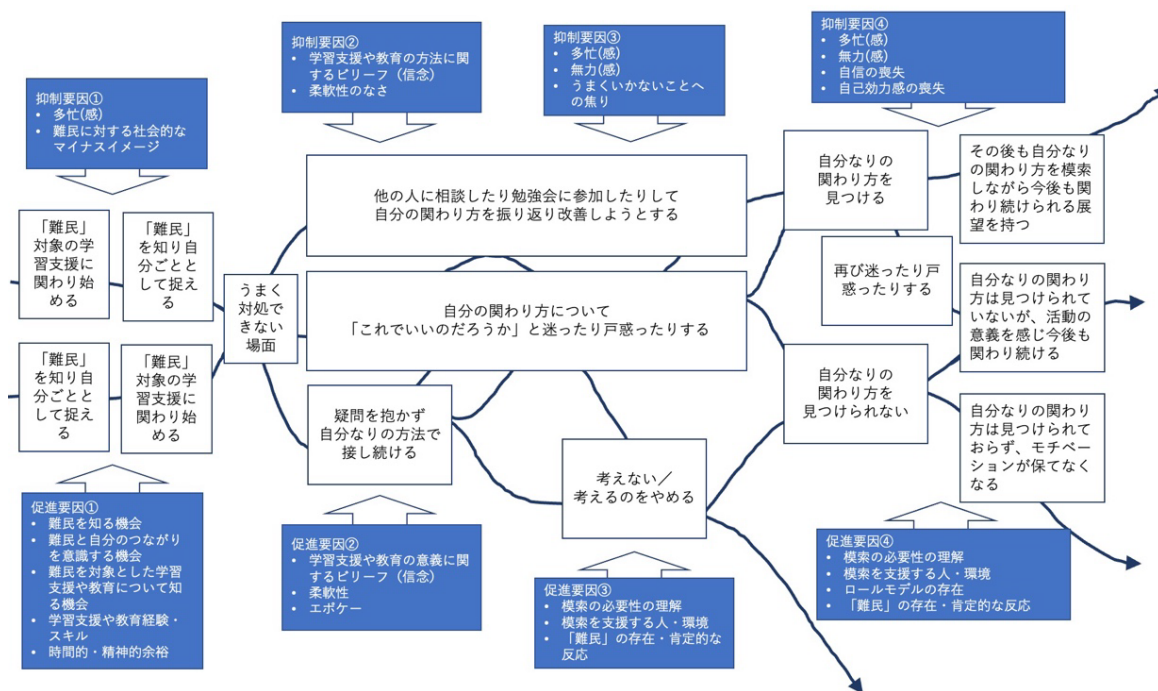 抑制要因①
• 多忙(感)
• 難民に対する社会的な
マイナスイメージ
抑制要因②
• 学習支援や教育の方法に関
するビリーフ（信念）
• 柔軟性のなさ
抑制要因③
• 多忙(感)
• 無力(感)
• うまくいかないことへ
の焦り
抑制要因④
• 多忙(感)
• 無力(感)
• 自信の喪失
• 自己効力感の喪失
「難民」
対象の学
習支援に
関わり始
める
「難民」
を知り自
分ごとと
して捉え
る
「難民」
を知り自
分ごとと
して捉え
る
「難民」
対象の学
習支援に
関わり始
める
うまく
対処で
きない
場面
他の人に相談したり勉強会に参加したりして
自分の関わり方を振り返り改善しようとする
自分の関わり方について
「これでいいのだろうか」と迷ったり戸惑ったりする
疑問を抱かず
自分なりの方法で
接し続ける
考えない／
考えるのをやめる
自分なりの
関わり方を
見つける
再び迷ったり戸
惑ったりする
自分なりの
関わり方を
見つけられない
その後も自分なり
の関わり方を模索
しながら今後も関
わり続けられる展
望を持つ
自分なりの関わり
方は見つけられて
いないが、活動の
意義を感じ今後も
関わり続ける
自分なりの関わり
方は見つけられて
おらず、モチベー
ションが保てなく
なる
促進要因①
• 難民を知る機会
• 難民と自分のつながり
を意識する機会
• 難民を対象とした学習
支援や教育について知
る機会
• 学習支援や教育経験・
スキル
• 時間的・精神的余裕
促進要因②
• 学習支援や教育の意義に関
するビリーフ（信念）
• 柔軟性
• エポケー
促進要因③
• 模索の必要性の理解
• 模索を支援する人・環境
• 「難民」の存在・肯定的な
反応
促進要因④
• 模索の必要性の理解
• 模索を支援する人・環境
• ロールモデルの存在
• 「難民」の存在・肯定的な反応